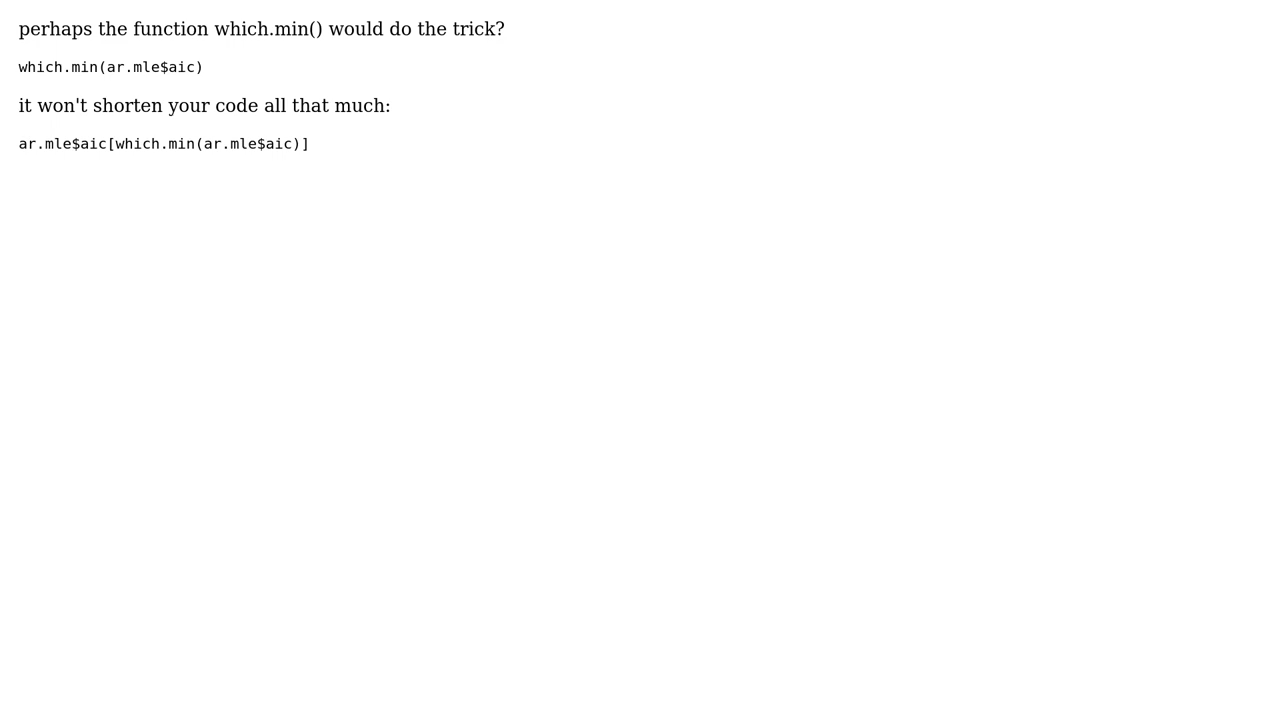 perhaps the function which.min() would do the trick?
which.min(ar.mle$aic)
it won't shorten your code all that much:
ar.mle$aic[which.min(ar.mle$aic)]